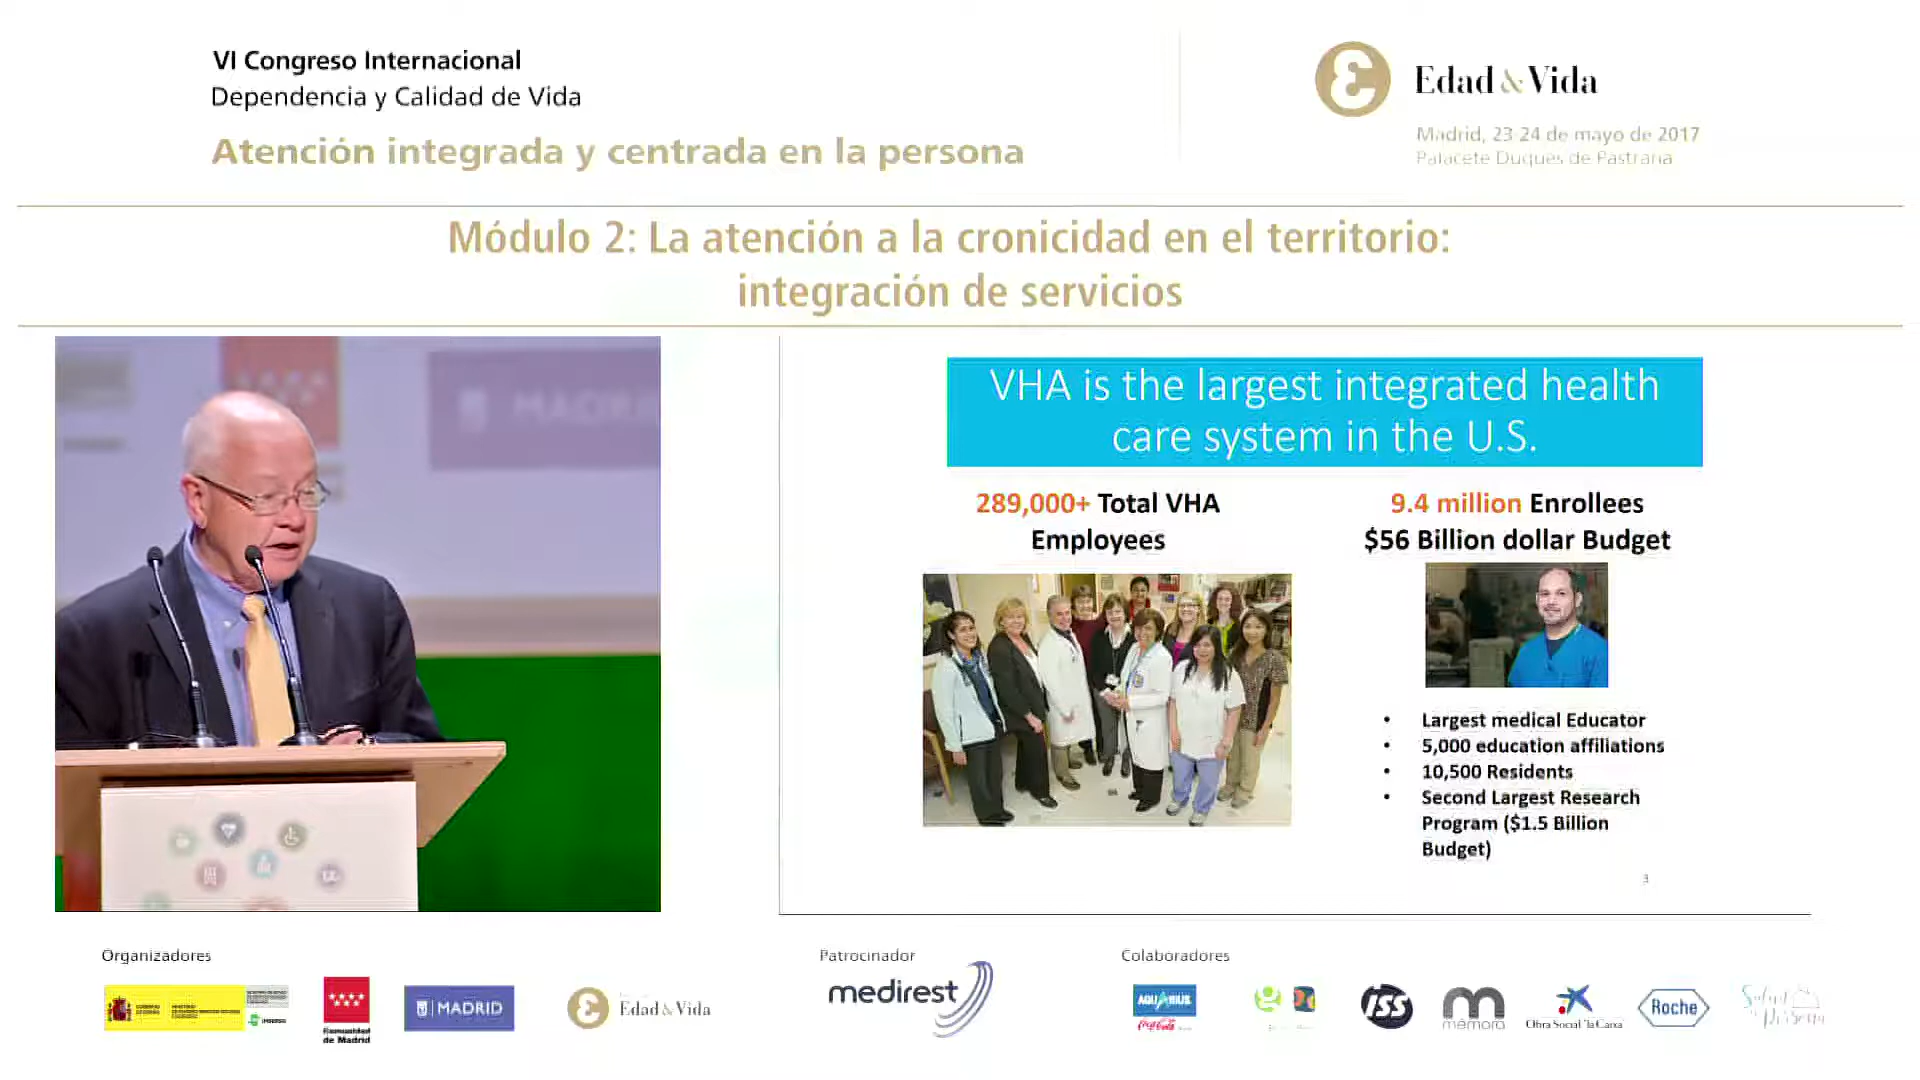 VI Congreso Internacional
Dependencia y Calidad de Vida
Atención integrada y centrada en la persona
Edad & Vida
Madrid, 23-24 de mayo de 2017
Palacete Duques de Pastrana
Módulo 2: La atención a la cronicidad en el territorio:
integración de servicios
MADRID
VHA is the largest integrated health
care system in the U.S.
289,000+ Total VHA
Employees
9.4 million Enrollees
$56 Billion dollar Budget
• Largest medical Educator
• 5,000 education affiliations
• 10,500 Residents
• Second Largest Research
Program ($1.5 Billion
Budget)
3
Organizadores
Comunidad
de Madrid
MADRID
Edad & Vida
Patrocinador
medirest
Colaboradores
AQUARIUS
Coca-Cola
ISS
mémora
Obra Social "la Caixa"
Roche